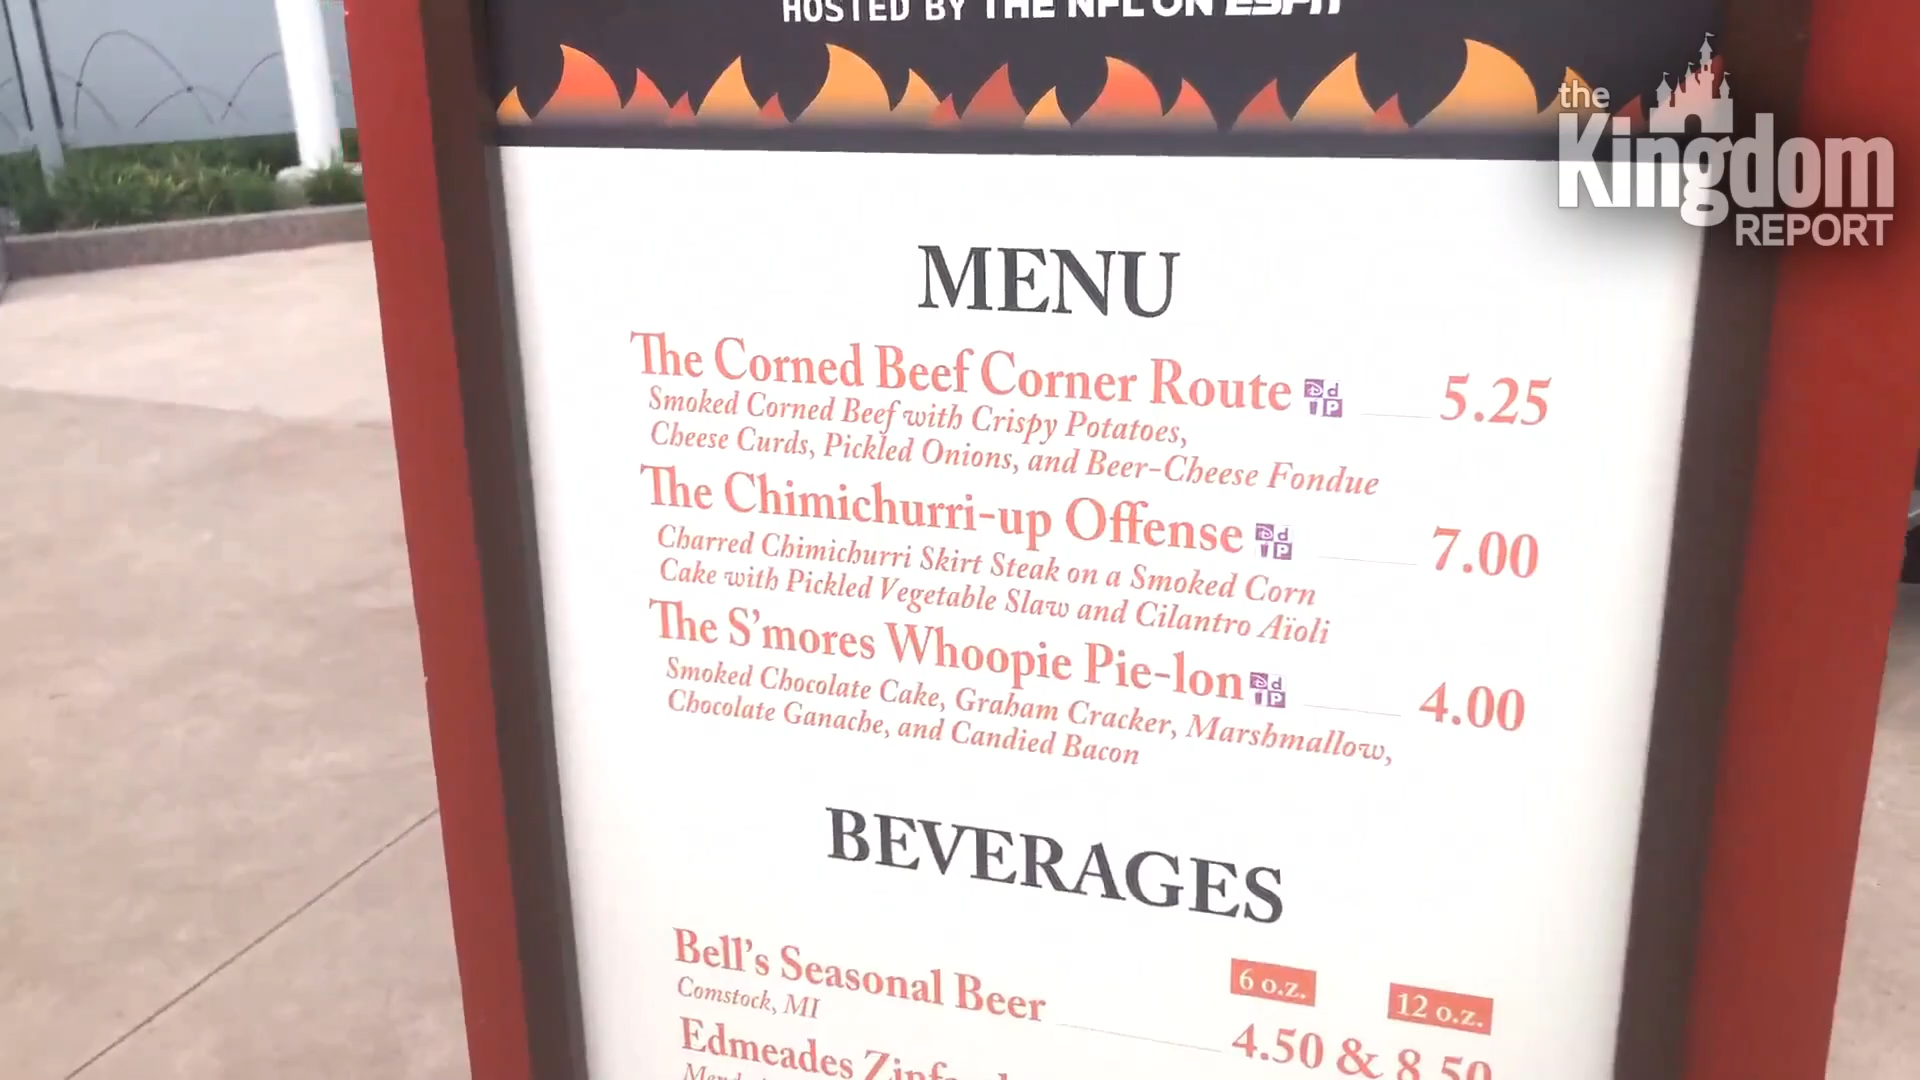 HOSTED BY THE NFL ON ESPN
the
Kingdom
REPORT
MENU
The Corned Beef Corner Route 5.25
Smoked Corned Beef with Crispy Potatoes,
Cheese Curds, Pickled Onions, and Beer-Cheese Fondue
The Chimichurri-up Offense 7.00
Charred Chimichurri Skirt Steak on a Smoked Corn
Cake with Pickled Vegetable Slaw and Cilantro Aïoli
The S'mores Whoopie Pie-lon 4.00
Smoked Chocolate Cake, Graham Cracker, Marshmallow,
Chocolate Ganache, and Candied Bacon
BEVERAGES
6 o.z. 12 o.z.
Bell's Seasonal Beer 4.50 & 8.50
Comstock, MI
Edmeades